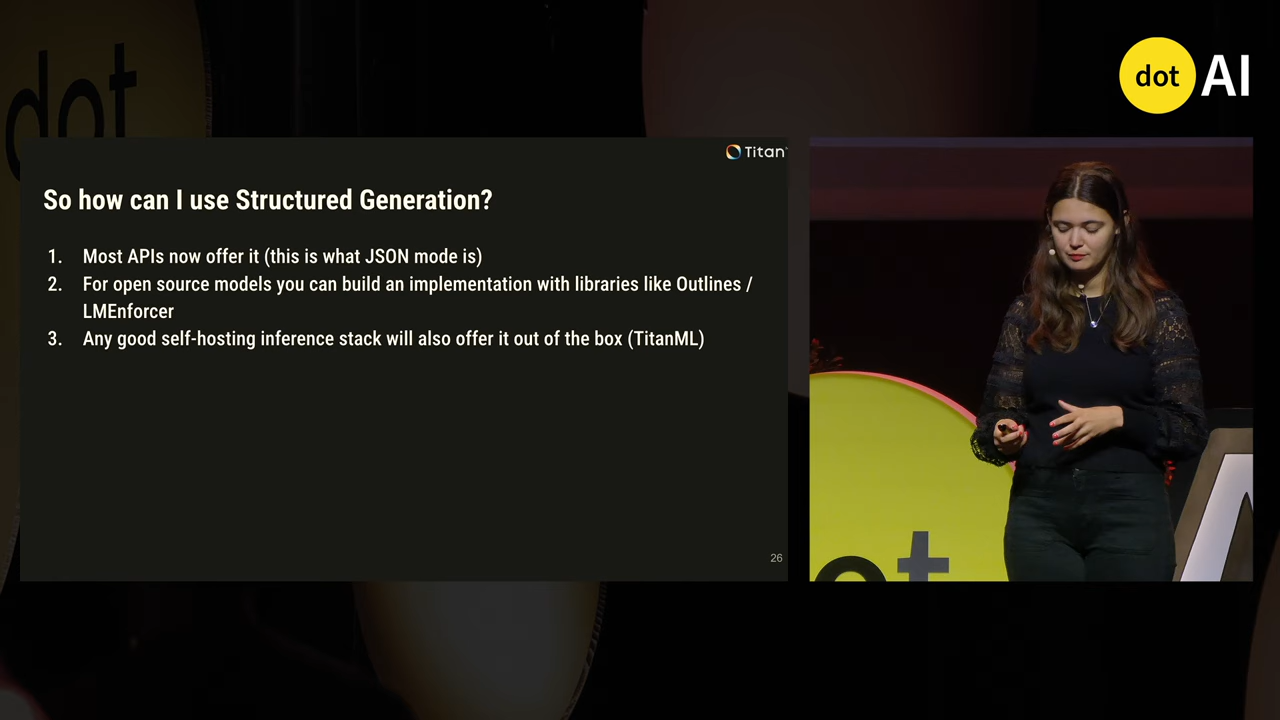 dot
dot AI
Titan
So how can I use Structured Generation?
1. Most APIs now offer it (this is what JSON mode is)
2. For open source models you can build an implementation with libraries like Outlines /
LMEnforcer
3. Any good self-hosting inference stack will also offer it out of the box (TitanML)
26